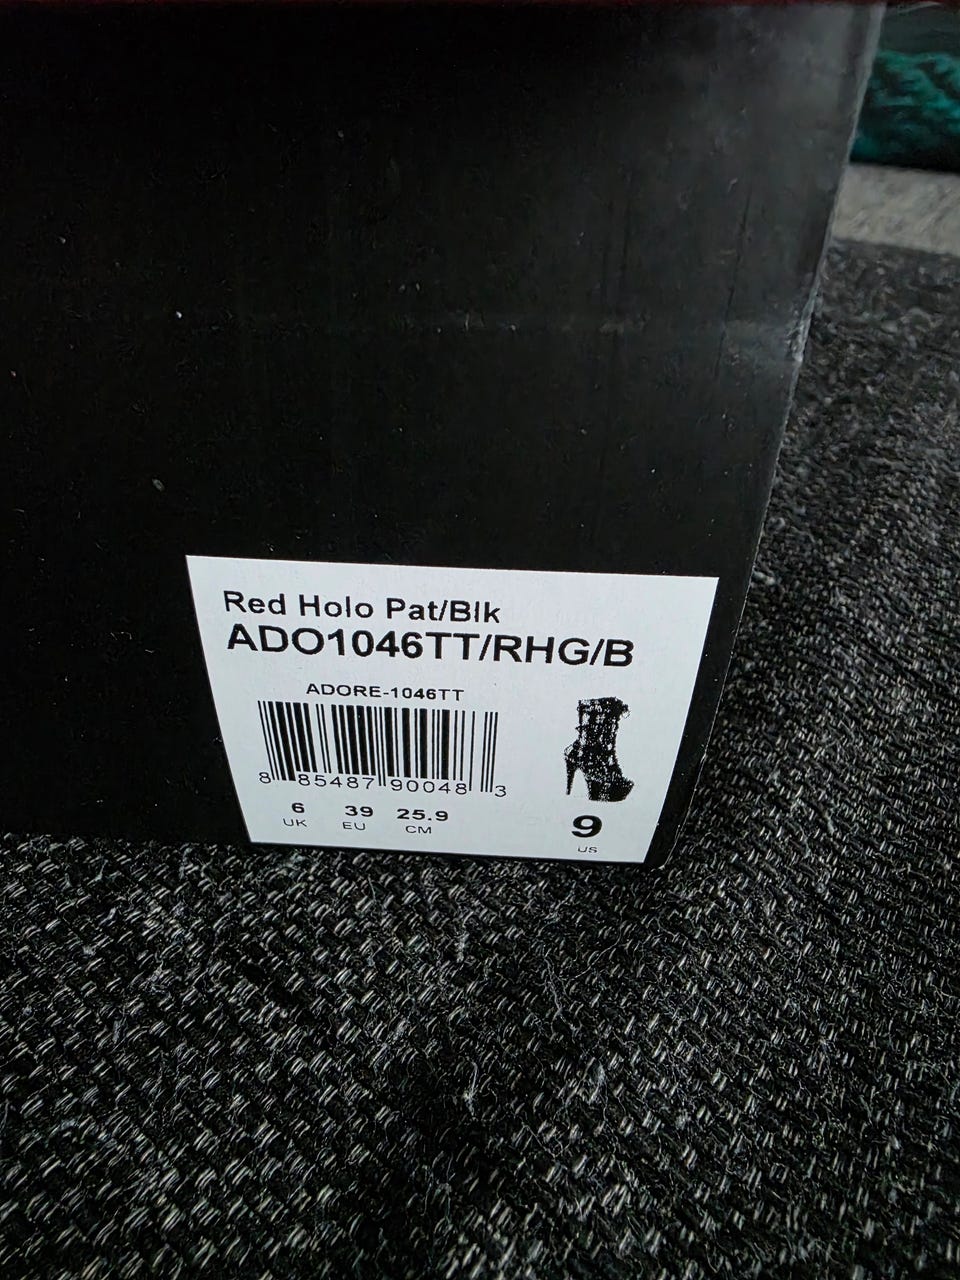 Red Holo Pat/Blk
ADO1046TT/RHG/B
ADORE-1046TT
8 85487 90048 3
6 39 25.9
UK EU CM
9
US